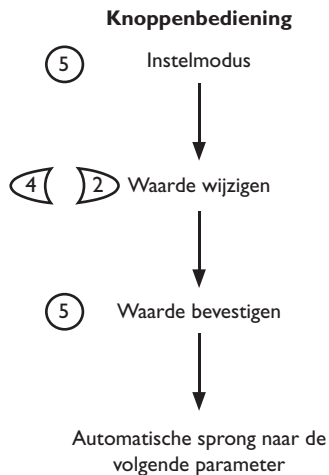 Knoppenbediening
5 Instelmodus
4 2 Waarde wijzigen
5 Waarde bevestigen
Automatische sprong naar de
volgende parameter